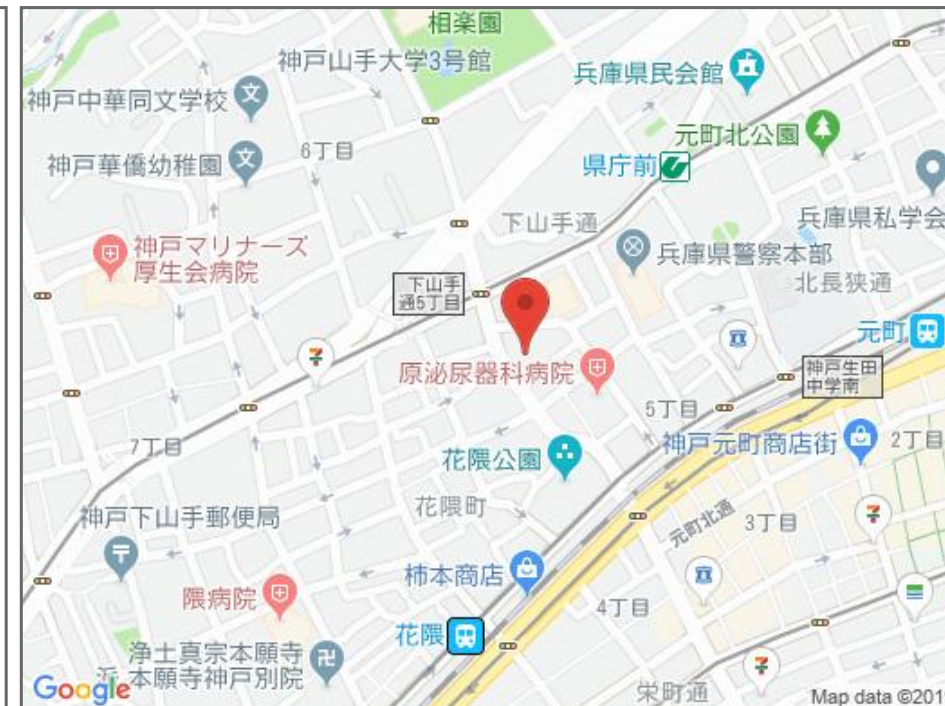 相楽園
神戸山手大学3号館
兵庫県民会館
神戸中華同文学校
元町北公園
6丁目
神戸華僑幼稚園
県庁前
兵庫県私学会
下山手通
神戸マリナーズ
厚生会病院
兵庫県警察本部
北長狭通
下山手
通5丁目
元町
原泌尿器科病院
神戸生田
中学南
5丁目
7丁目
神戸元町商店街
2丁目
花隈公園
花隈町
元町北通
3丁目
神戸下山手郵便局
柿本商店
隈病院
4丁目
花隈
浄土真宗本願寺
本願寺神戸別院
栄町通
Google
Map data ©201